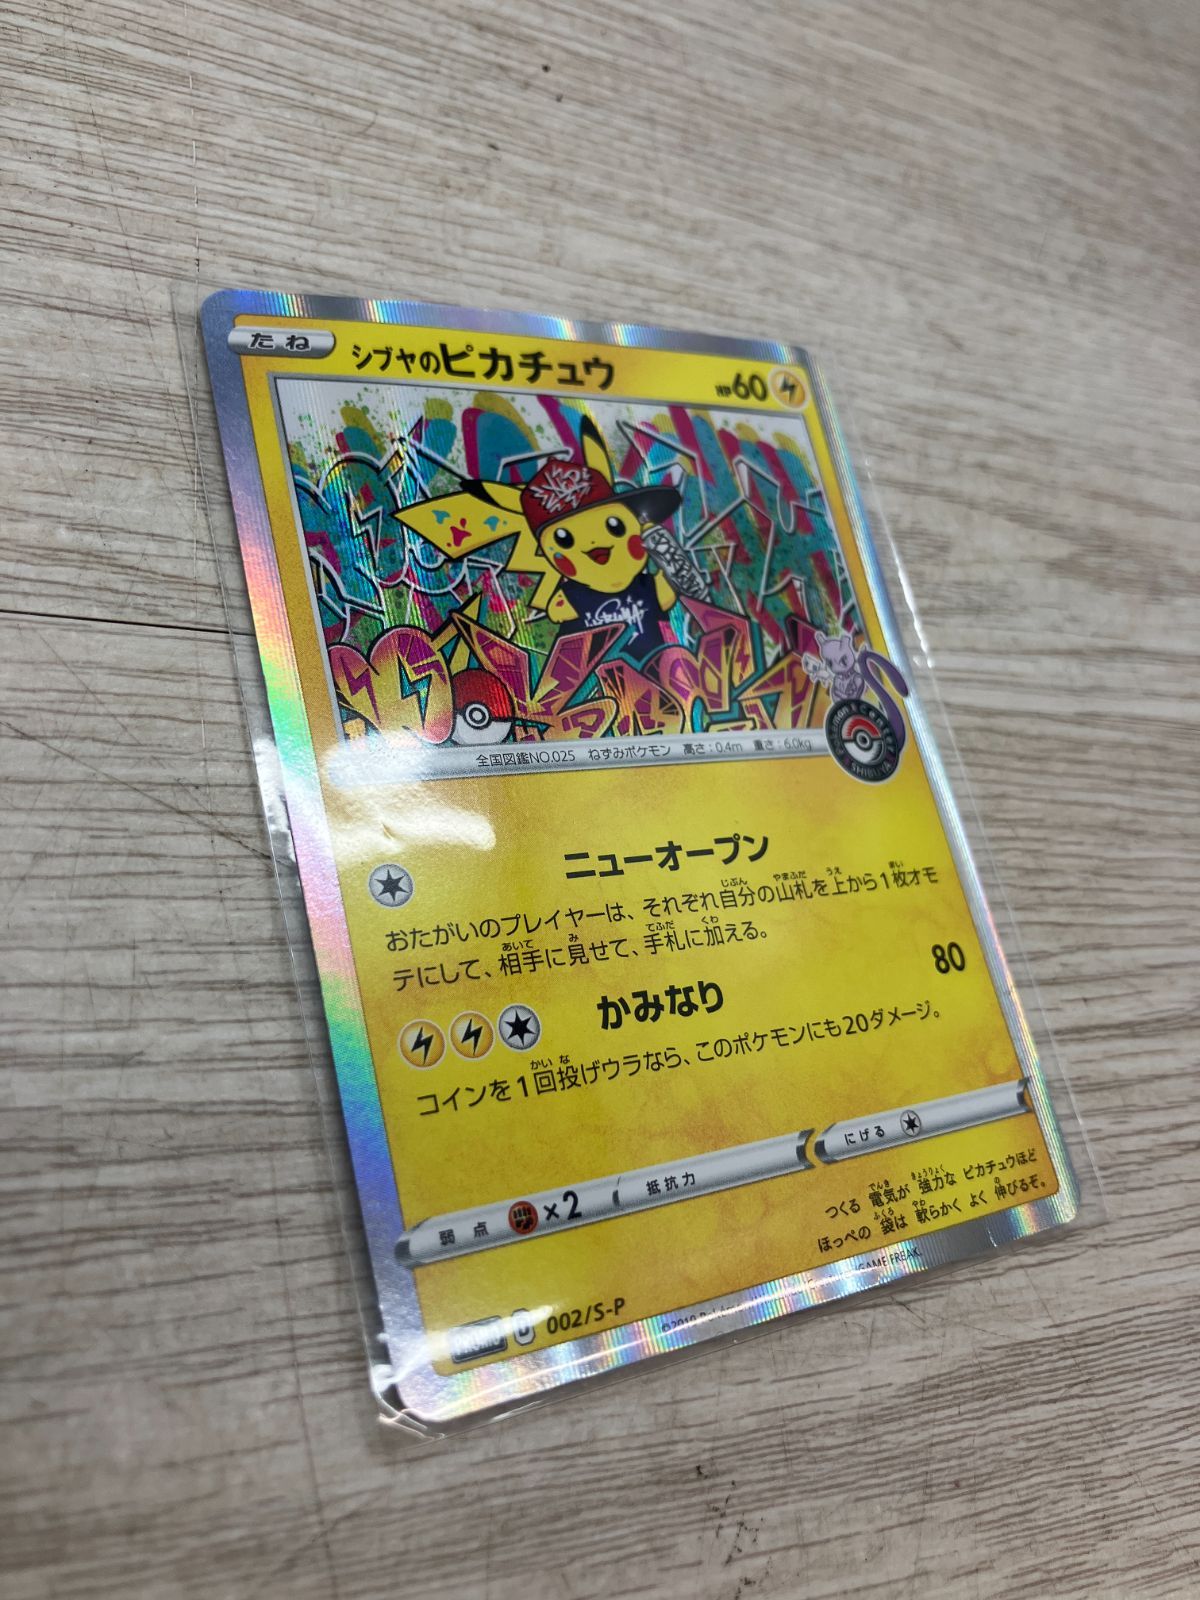 たね
シブヤのピカチュウ
HP60
全国図鑑NO.025 ねずみポケモン 高さ:0.4m 重さ:6.0kg
Pokémon Center
SHIBUYA
ニューオープン
おたがいのプレイヤーは、それぞれ自分の山札を上から1枚オモ
テにして、相手に見せて、手札に加える。
かみなり 80
コインを1回投げウラなら、このポケモンにも20ダメージ。
弱点 ×2 抵抗力 にげる
つくる 電気が 強力な ピカチュウほど
ほっぺの 袋は 軟らかく よく 伸びるぞ。
PROMO D 002/S-P
©2019 Pokémon GAME FREAK.